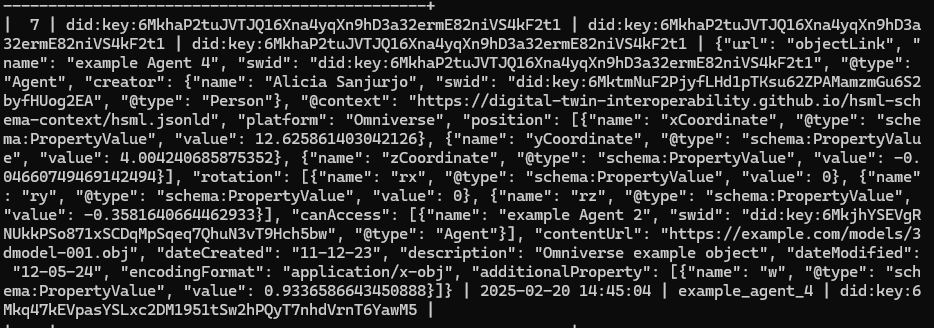 ------------------------------------------------+
|  7 | did:key:6MkhaP2tuJVTJQ16Xna4yqXn9hD3a32ermE82niVS4kF2t1 | did:key:6MkhaP2tuJVTJQ16Xna4yqXn9hD3a
32ermE82niVS4kF2t1 | did:key:6MkhaP2tuJVTJQ16Xna4yqXn9hD3a32ermE82niVS4kF2t1 | {"url": "objectLink", "
name": "example Agent 4", "swid": "did:key:6MkhaP2tuJVTJQ16Xna4yqXn9hD3a32ermE82niVS4kF2t1", "@type":
"Agent", "creator": {"name": "Alicia Sanjurjo", "swid": "did:key:6MktmNuF2PjyfLHd1pTKsu62ZPAMamzmGu6S2
byfHUog2EA", "@type": "Person"}, "@context": "https://digital-twin-interoperability.github.io/hsml-sch
ema-context/hsml.jsonld", "platform": "Omniverse", "position": [{"name": "xCoordinate", "@type": "sche
ma:PropertyValue", "value": 12.625861403042126}, {"name": "yCoordinate", "@type": "schema:PropertyValu
e", "value": 4.004240685875352}, {"name": "zCoordinate", "@type": "schema:PropertyValue", "value": -0.
04660749469142494}], "rotation": [{"name": "rx", "@type": "schema:PropertyValue", "value": 0}, {"name"
: "ry", "@type": "schema:PropertyValue", "value": 0}, {"name": "rz", "@type": "schema:PropertyValue",
"value": -0.3581640664462933}], "canAccess": [{"name": "example Agent 2", "swid": "did:key:6MkjhYSEVgR
NUkkPSo871xSCDqMpSqeq7QhuN3vT9Hch5bw", "@type": "Agent"}], "contentUrl": "https://example.com/models/3
dmodel-001.obj", "dateCreated": "11-12-23", "description": "Omniverse example object", "dateModified":
 "12-05-24", "encodingFormat": "application/x-obj", "additionalProperty": [{"name": "w", "@type": "sch
ema:PropertyValue", "value": 0.9336586643450888}]} | 2025-02-20 14:45:04 | example_agent_4 | did:key:6
Mkq47kEVpasYSLxc2DM1951tSw2hPQyT7nhdVrnT6YawM5 |